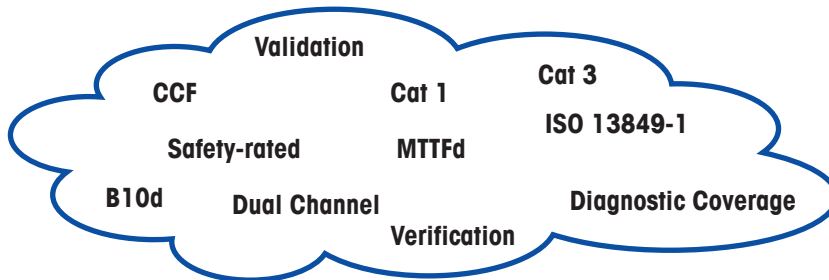 Validation
CCF
Cat 1
Cat 3
ISO 13849-1
Safety-rated
MTTFd
B10d
Dual Channel
Diagnostic Coverage
Verification